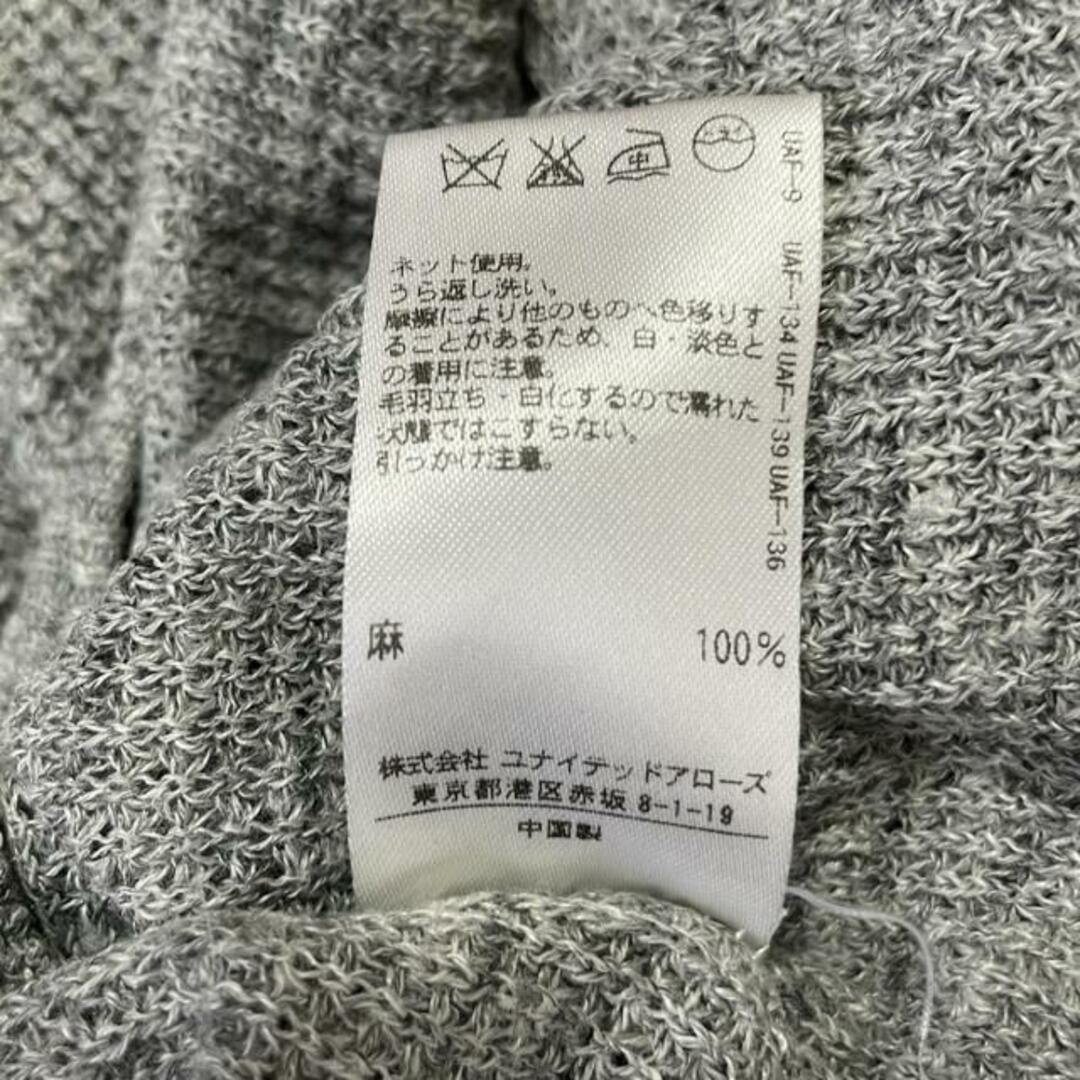 中
ネット使用。
うら返し洗い。
摩擦により他のものへ色移りす
ることがあるため、白・淡色と
の着用に注意。
毛羽立ち・白化するので濡れた
状態ではこすらない。
引っかけ注意。
麻 100%
株式会社 ユナイテッドアローズ
東京都港区赤坂 8-1-19
中国製
UAF-9 UAF-134 UAF-139 UAF-136